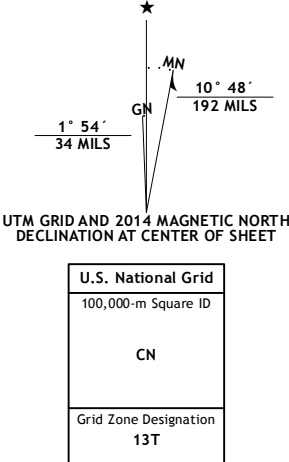 MN
10° 48´
192 MILS
GN
1° 54´
34 MILS
UTM GRID AND 2014 MAGNETIC NORTH
DECLINATION AT CENTER OF SHEET
U.S. National Grid
100,000-m Square ID
CN
Grid Zone Designation
13T